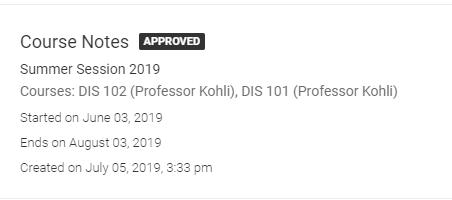 Course Notes APPROVED
Summer Session 2019
Courses: DIS 102 (Professor Kohli), DIS 101 (Professor Kohli)
Started on June 03, 2019
Ends on August 03, 2019
Created on July 05, 2019, 3:33 pm